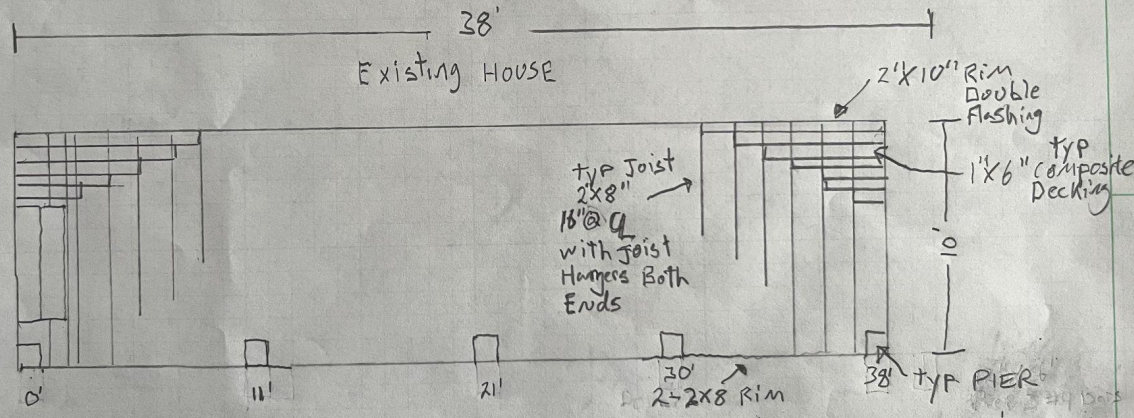 38'
Existing HOUSE
2"X10" Rim
Double
Flashing
typ
1"X6" Composite
Decking
typ Joist
2"X8"
16"@ ℄
with Joist
Hangers Both
Ends
10'
0'
11'
21'
30'
38'
typ PIER
2-2X8 Rim